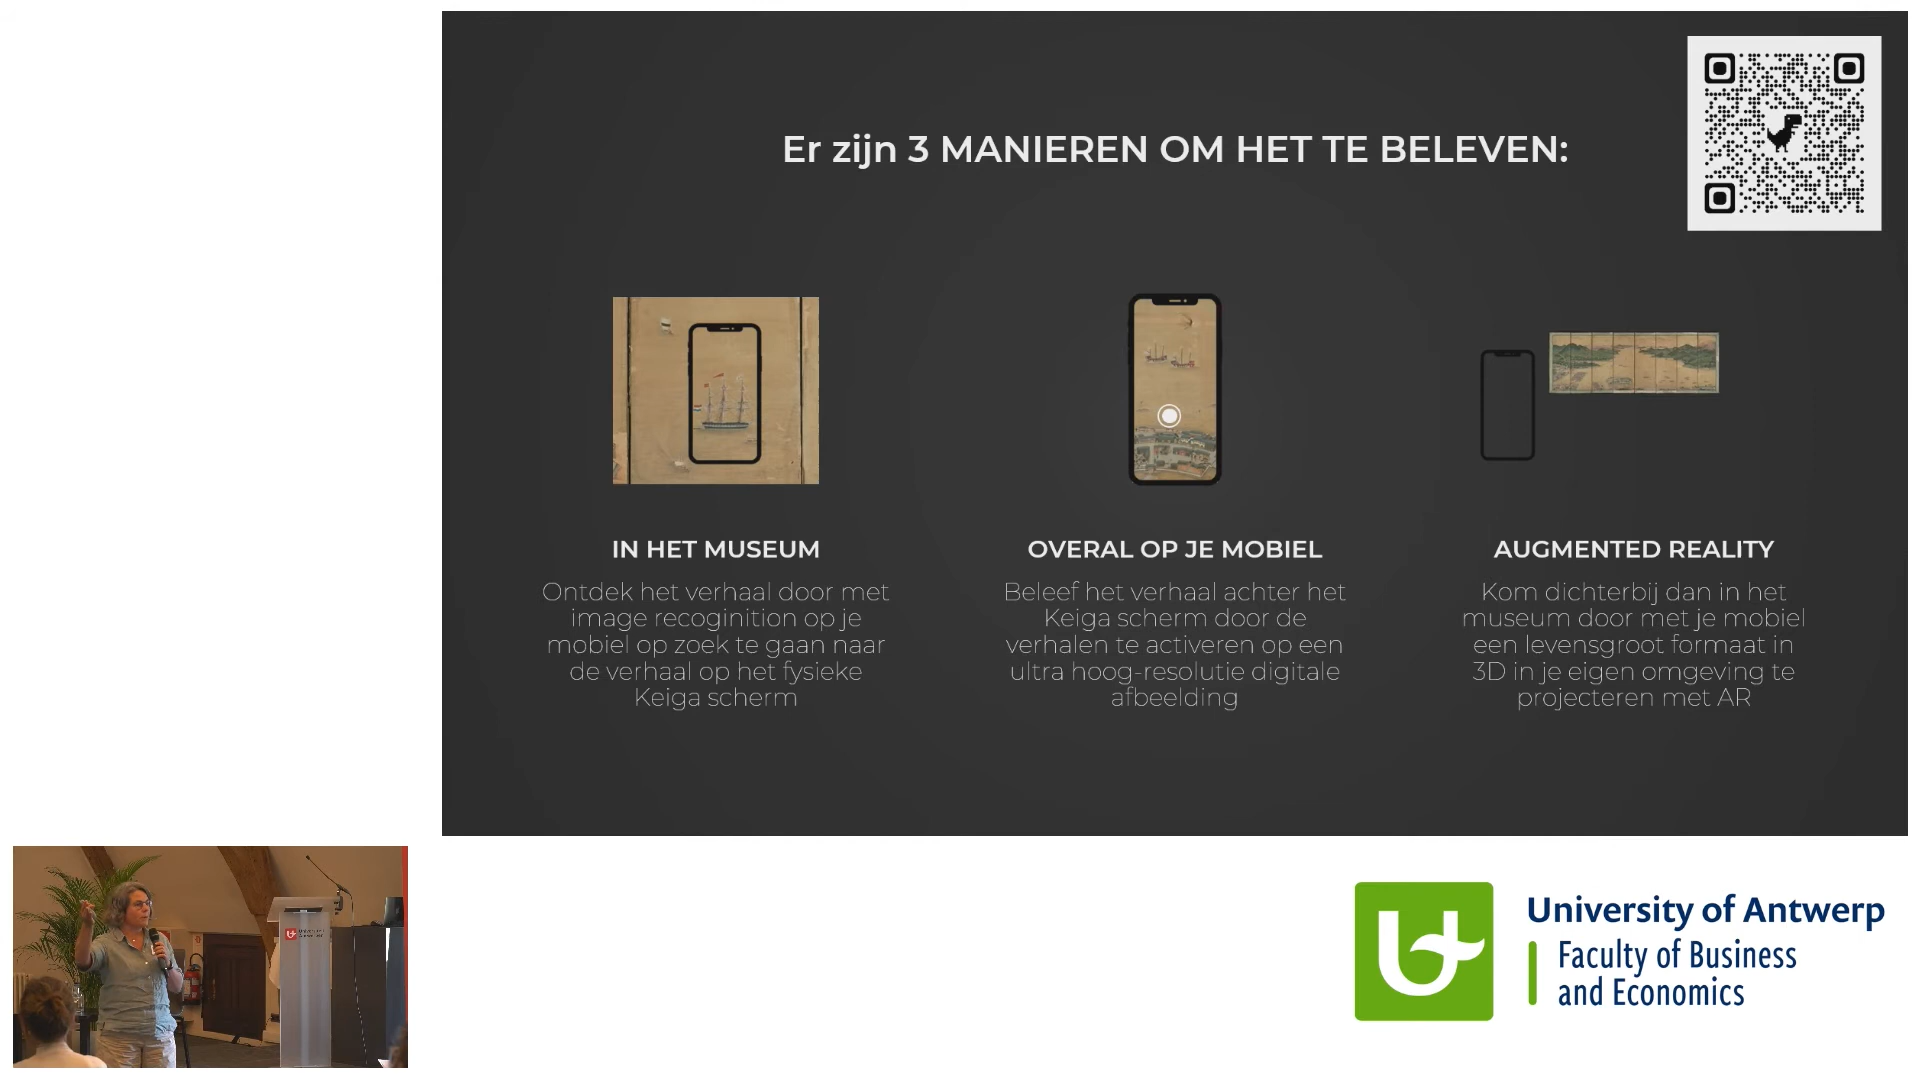 Er zijn 3 MANIEREN OM HET TE BELEVEN:
IN HET MUSEUM
Ontdek het verhaal door met
image recoginition op je
mobiel op zoek te gaan naar
de verhaal op het fysieke
Keiga scherm
OVERAL OP JE MOBIEL
Beleef het verhaal achter het
Keiga scherm door de
verhalen te activeren op een
ultra hoog-resolutie digitale
afbeelding
AUGMENTED REALITY
Kom dichterbij dan in het
museum door met je mobiel
een levensgroot formaat in
3D in je eigen omgeving te
projecteren met AR
University of Antwerp
Faculty of Business
and Economics